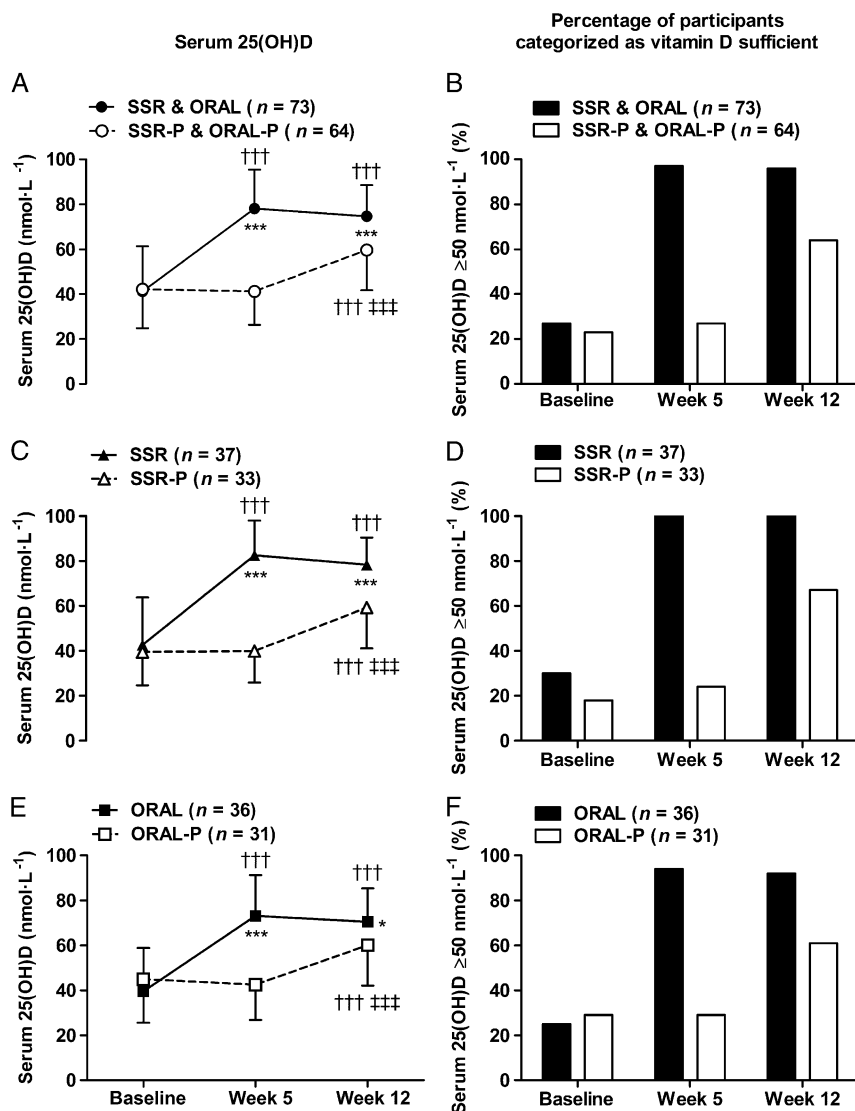 Serum 25(OH)D
Percentage of participants
categorized as vitamin D sufficient
A
SSR & ORAL (n = 73)
SSR-P & ORAL-P ( n = 64)
Serum 25(OH)D (nmol·L⁻¹)
100
80
60
40
20
0
†††
***
†††
***
††† ‡‡‡
B
SSR & ORAL (n = 73)
SSR-P & ORAL-P (n = 64)
Serum 25(OH)D ≥50 nmol·L⁻¹ (%)
100
80
60
40
20
0
Baseline Week 5 Week 12
C
SSR (n = 37)
SSR-P (n = 33)
Serum 25(OH)D (nmol·L⁻¹)
100
80
60
40
20
0
†††
***
†††
***
††† ‡‡‡
D
SSR (n = 37)
SSR-P (n = 33)
Serum 25(OH)D ≥50 nmol·L⁻¹ (%)
100
80
60
40
20
0
Baseline Week 5 Week 12
E
ORAL (n = 36)
ORAL-P (n = 31)
Serum 25(OH)D (nmol·L⁻¹)
100
80
60
40
20
0
†††
***
†††
*
††† ‡‡‡
Baseline Week 5 Week 12
F
ORAL (n = 36)
ORAL-P (n = 31)
Serum 25(OH)D ≥50 nmol·L⁻¹ (%)
100
80
60
40
20
0
Baseline Week 5 Week 12